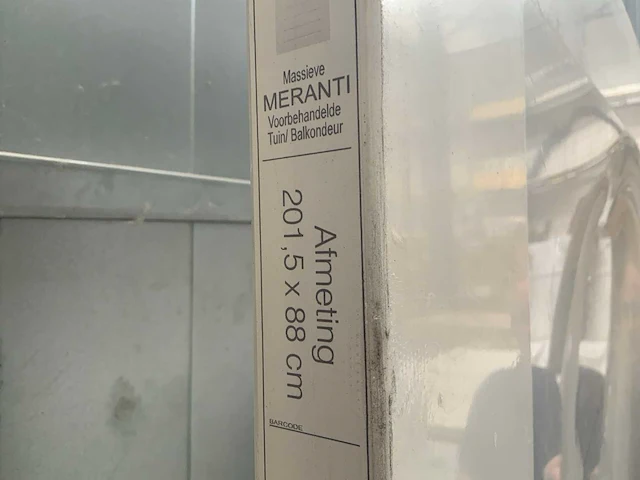 Massieve
MERANTI
Voorbehandelde
Tuin/ Balkondeur
Afmeting
201,5 x 88 cm
BARCODE